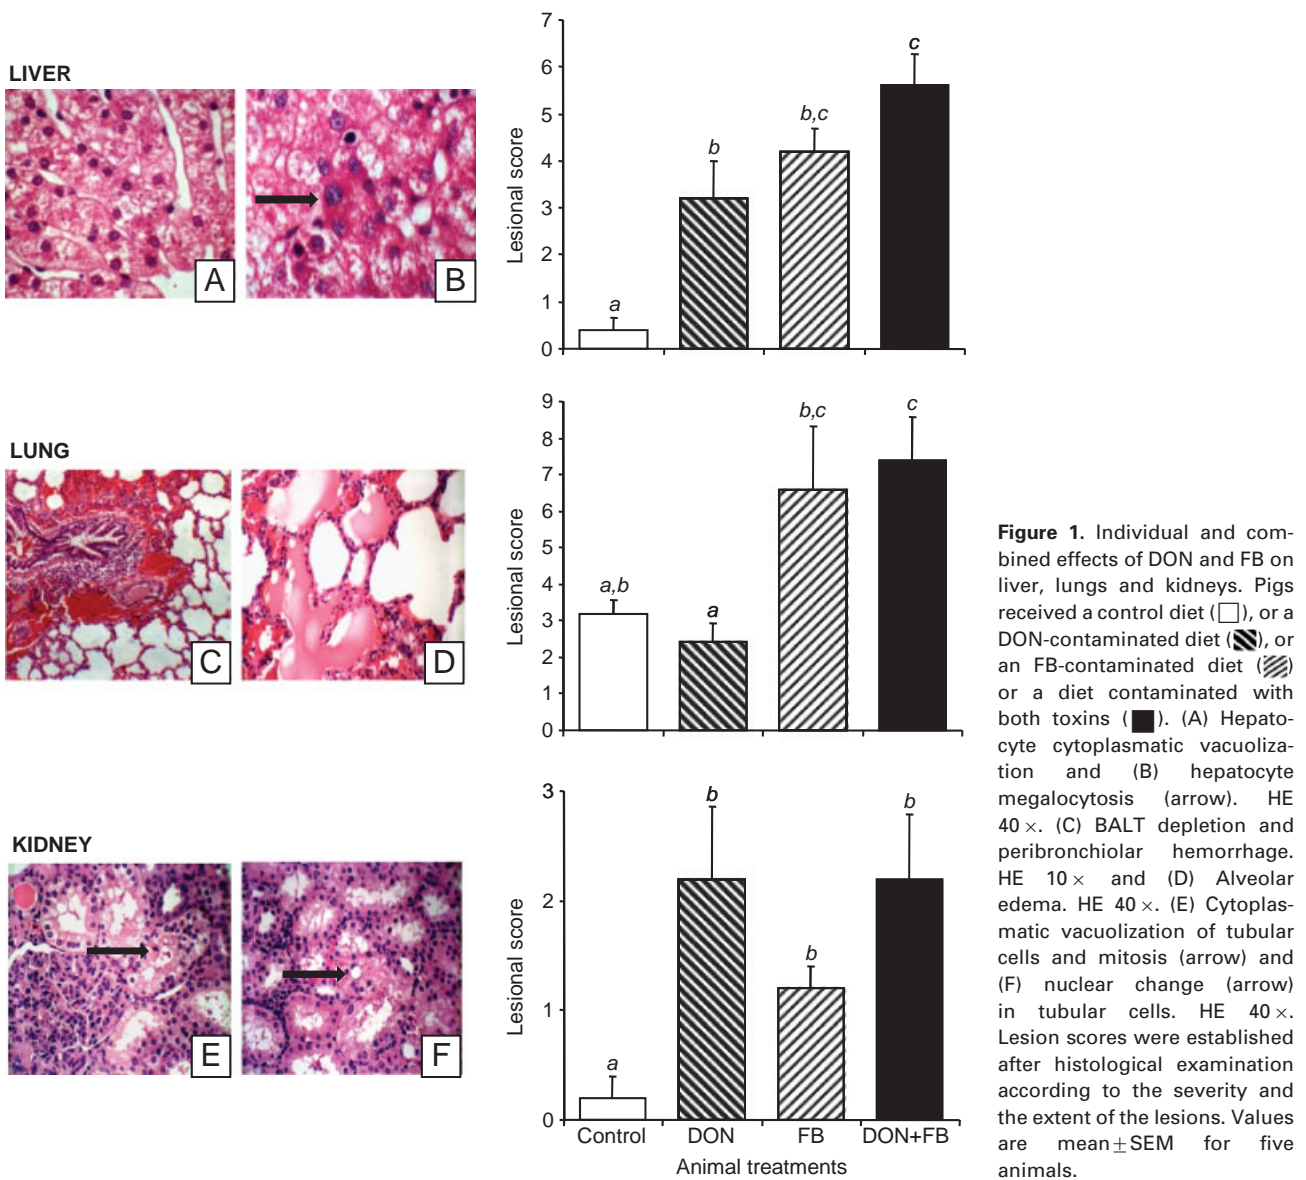 LIVER
A
B
Lesional score
7
6
5
4
3
2
1
0
a
b
b,c
c
LUNG
C
D
Lesional score
9
8
7
6
5
4
3
2
1
0
a,b
a
b,c
c
KIDNEY
E
F
Lesional score
3
2
1
0
a
b
b
b
Control
DON
FB
DON+FB
Animal treatments
Figure 1. Individual and com-
bined effects of DON and FB on
liver, lungs and kidneys. Pigs
received a control diet (□), or a
DON-contaminated diet (▧), or
an FB-contaminated diet (▨)
or a diet contaminated with
both toxins (■). (A) Hepato-
cyte cytoplasmatic vacuoliza-
tion and (B) hepatocyte
megalocytosis (arrow). HE
40×. (C) BALT depletion and
peribronchiolar hemorrhage.
HE 10× and (D) Alveolar
edema. HE 40×. (E) Cytoplas-
matic vacuolization of tubular
cells and mitosis (arrow) and
(F) nuclear change (arrow)
in tubular cells. HE 40×.
Lesion scores were established
after histological examination
according to the severity and
the extent of the lesions. Values
are mean±SEM for five
animals.